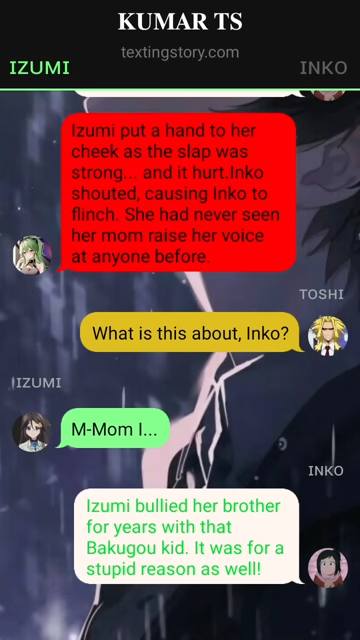 KUMAR TS
textingstory.com
IZUMI
INKO
Izumi put a hand to her
cheek as the slap was
strong... and it hurt.Inko
shouted, causing Inko to
flinch. She had never seen
her mom raise her voice
at anyone before.
TOSHI
What is this about, Inko?
IZUMI
M-Mom I...
INKO
Izumi bullied her brother
for years with that
Bakugou kid. It was for a
stupid reason as well!